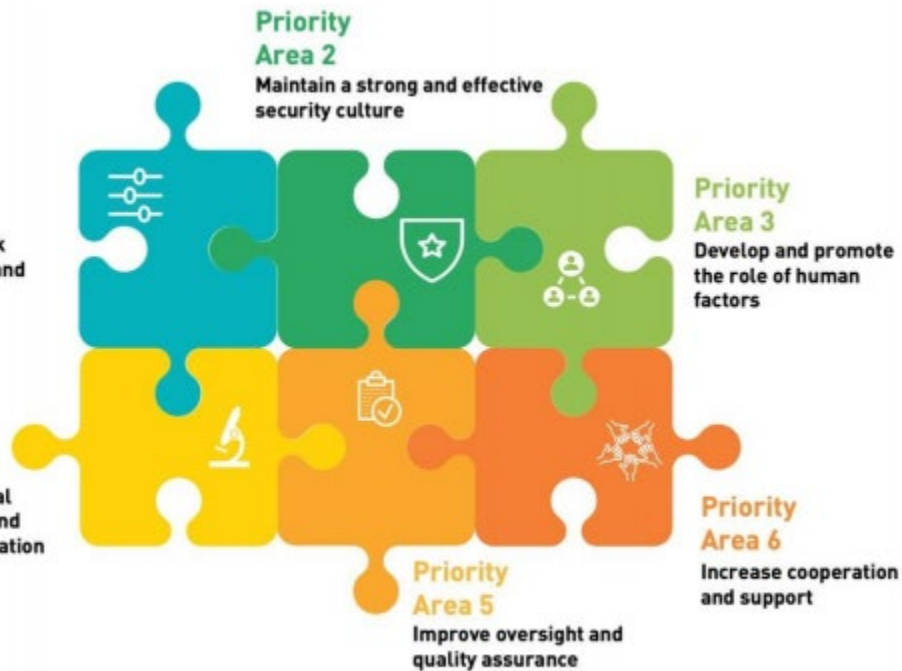 Priority
Area 2
Maintain a strong and effective
security culture
Priority
Area 3
Develop and promote
the role of human
factors
and
Priority
Area 6
Increase cooperation
and support
Priority
Area 5
Improve oversight and
quality assurance